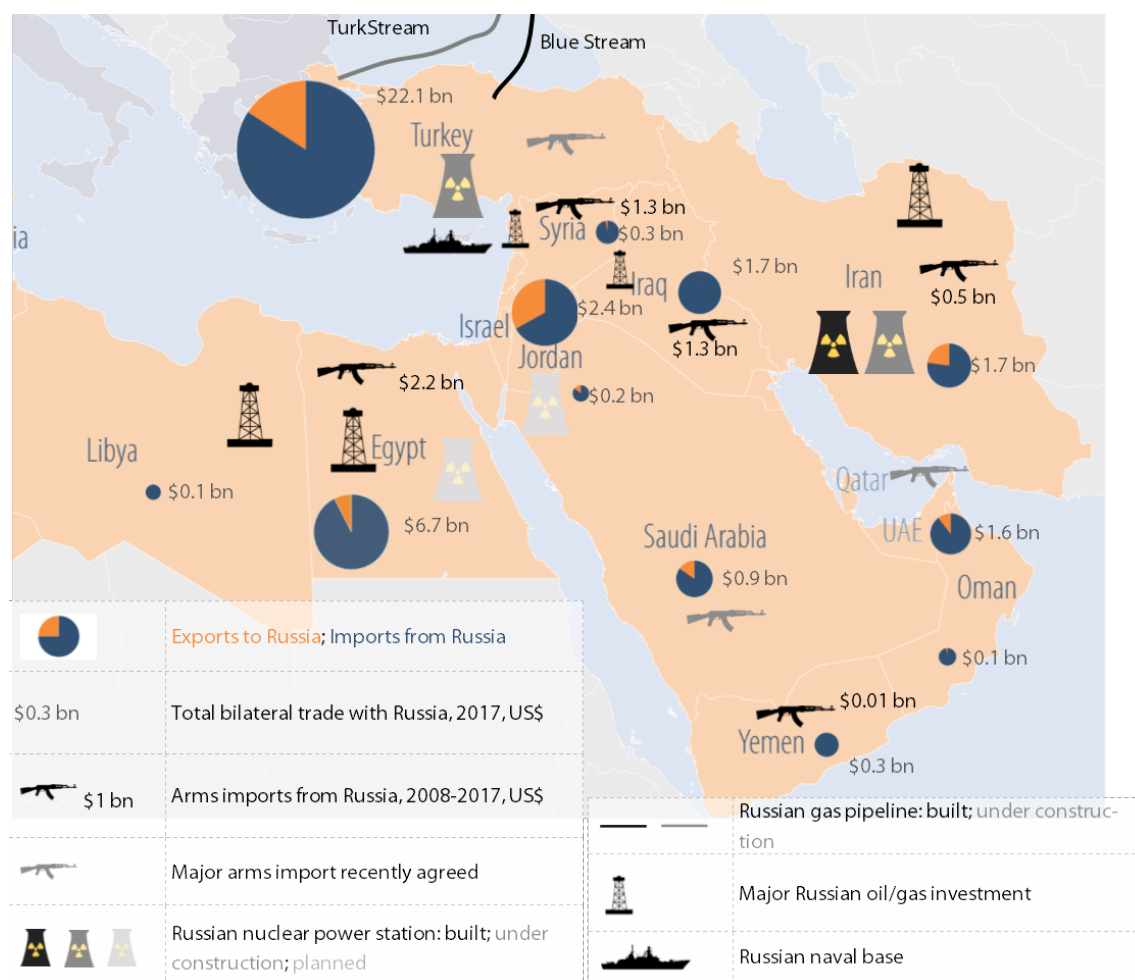 TurkStream
Blue Stream
$22.1 bn
Turkey
$1.3 bn
Syria
$0.3 bn
ia
$1.7 bn
Iraq
Iran
$2.4 bn
$0.5 bn
Israel
$1.3 bn
Jordan
$1.7 bn
$2.2 bn
$0.2 bn
Libya
Egypt
$0.1 bn
Qatar
$6.7 bn
UAE
$1.6 bn
Saudi Arabia
$0.9 bn
Oman
$0.1 bn
$0.01 bn
Yemen
$0.3 bn
Exports to Russia; Imports from Russia
$0.3 bn
Total bilateral trade with Russia, 2017, US$
$1 bn
Arms imports from Russia, 2008-2017, US$
Major arms import recently agreed
Russian nuclear power station: built; under
construction; planned
Russian gas pipeline: built; under construc-
tion
Major Russian oil/gas investment
Russian naval base